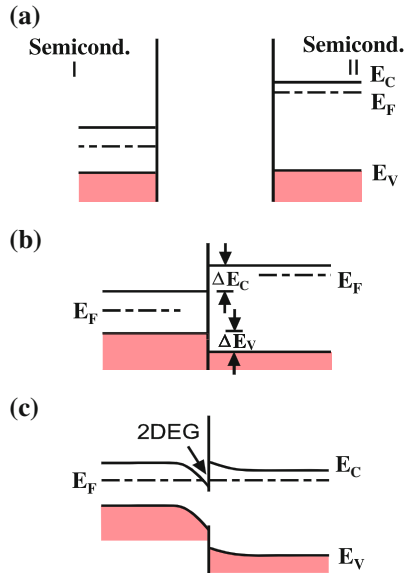 (a)
Semicond. I
Semicond. II
E_C
E_F
E_V
(b)
ΔE_C
E_F
E_F
ΔE_V
(c)
2DEG
E_C
E_F
E_V